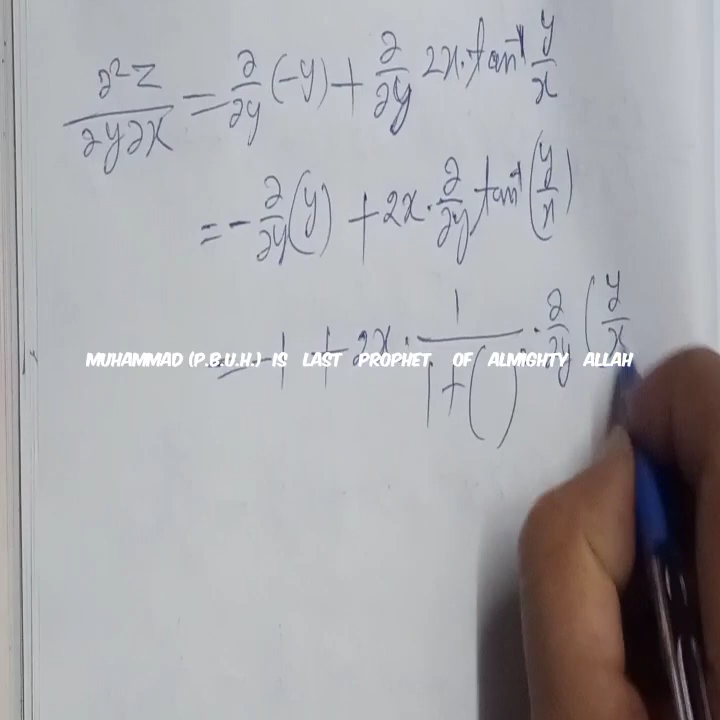 ∂²z/∂y∂x = ∂/∂y (-y) + ∂/∂y 2x·tan⁻¹ y/x
= - ∂/∂y (y) + 2x · ∂/∂y tan⁻¹ (y/x)
= -1 + 2x · 1/(1+( )) · ∂/∂y (y/x
MUHAMMAD (P.B.U.H.) IS LAST PROPHET OF ALMIGHTY ALLAH